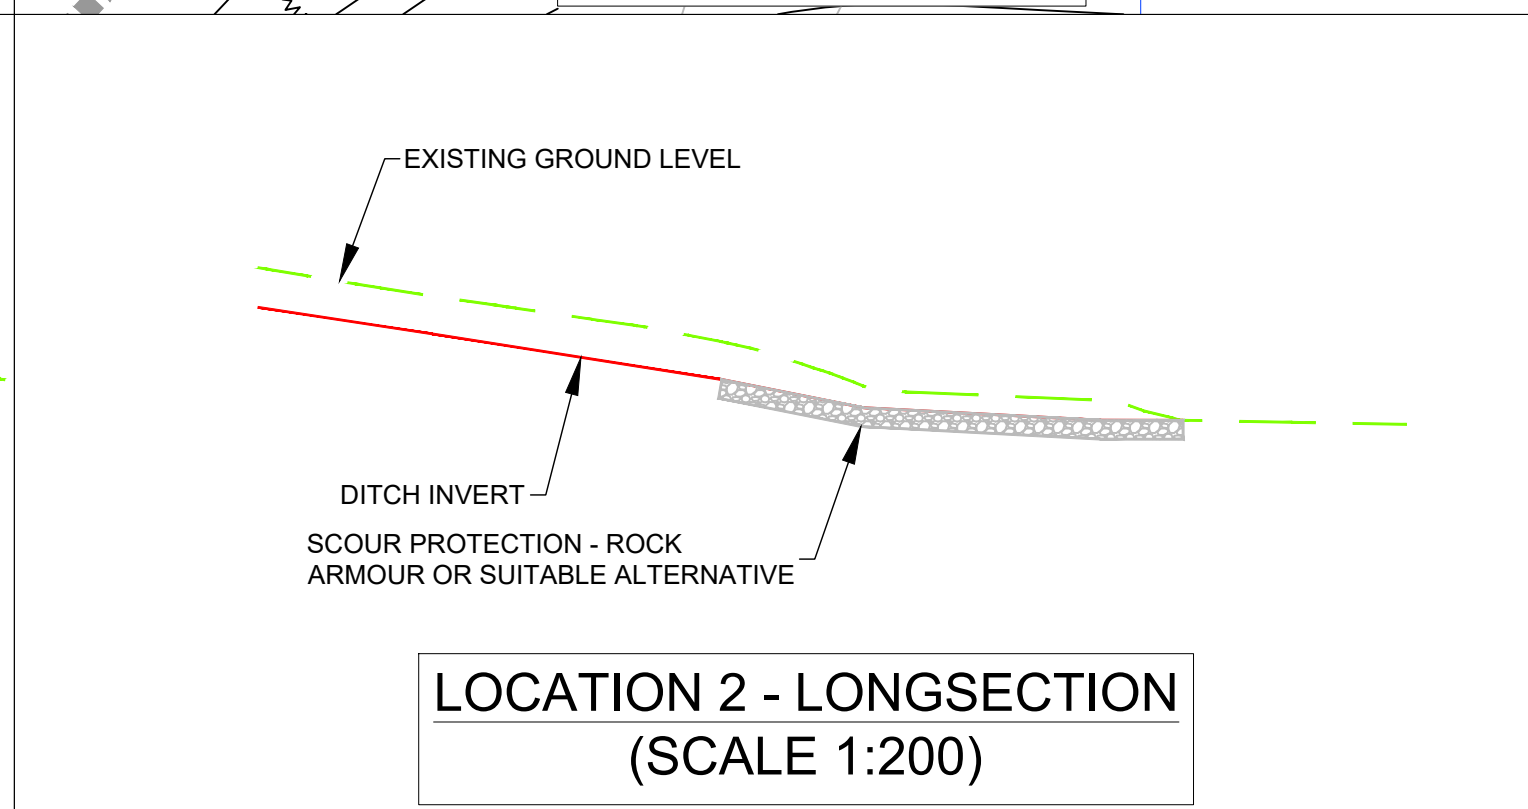 EXISTING GROUND LEVEL
DITCH INVERT
SCOUR PROTECTION - ROCK
ARMOUR OR SUITABLE ALTERNATIVE
LOCATION 2 - LONGSECTION
(SCALE 1:200)